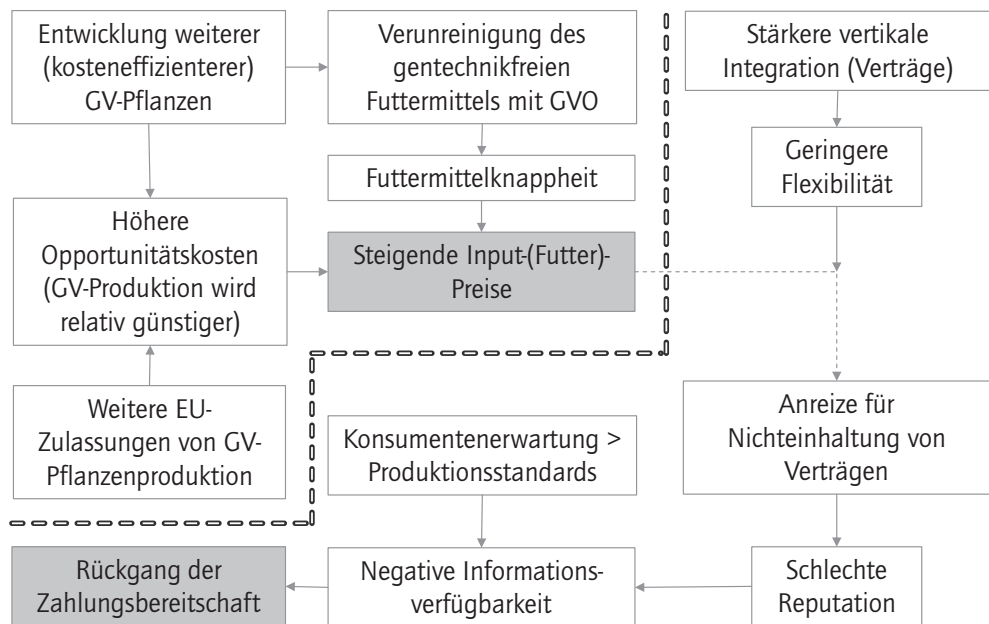 Entwicklung weiterer
(kosteneffizienterer)
GV-Pflanzen
Verunreinigung des
gentechnikfreien
Futtermittels mit GVO
Stärkere vertikale
Integration (Verträge)
Geringere
Flexibilität
Futtermittelknappheit
Höhere
Opportunitätskosten
(GV-Produktion wird
relativ günstiger)
Steigende Input-(Futter)-
Preise
Weitere EU-
Zulassungen von GV-
Pflanzenproduktion
Konsumentenerwartung >
Produktionsstandards
Anreize für
Nichteinhaltung von
Verträgen
Rückgang der
Zahlungsbereitschaft
Negative Informations-
verfügbarkeit
Schlechte
Reputation